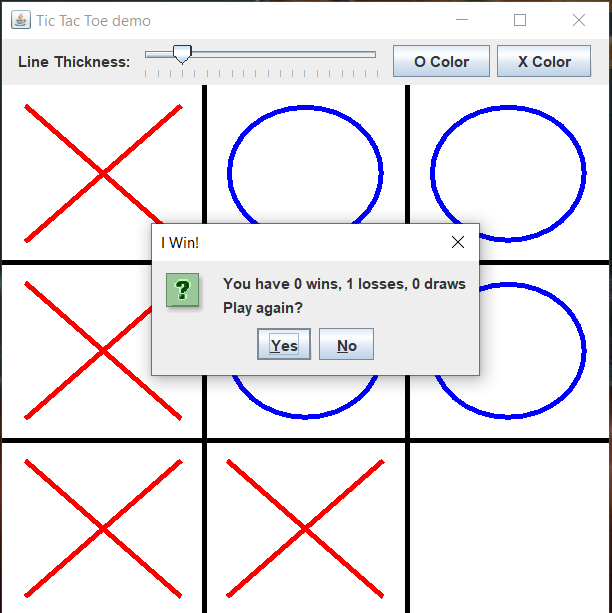 Tic Tac Toe demo
Line Thickness:
O Color
X Color
I Win!
You have 0 wins, 1 losses, 0 draws
Play again?
Yes
No